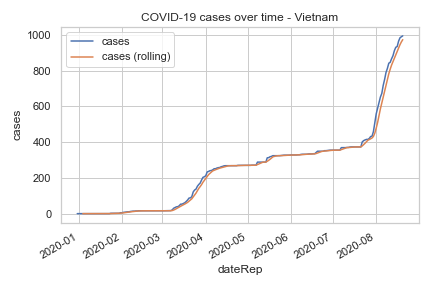 COVID-19 cases over time - Vietnam
cases
cases (rolling)
1000
800
600
400
200
0
cases
2020-01
2020-02
2020-03
2020-04
2020-05
2020-06
2020-07
2020-08
dateRep